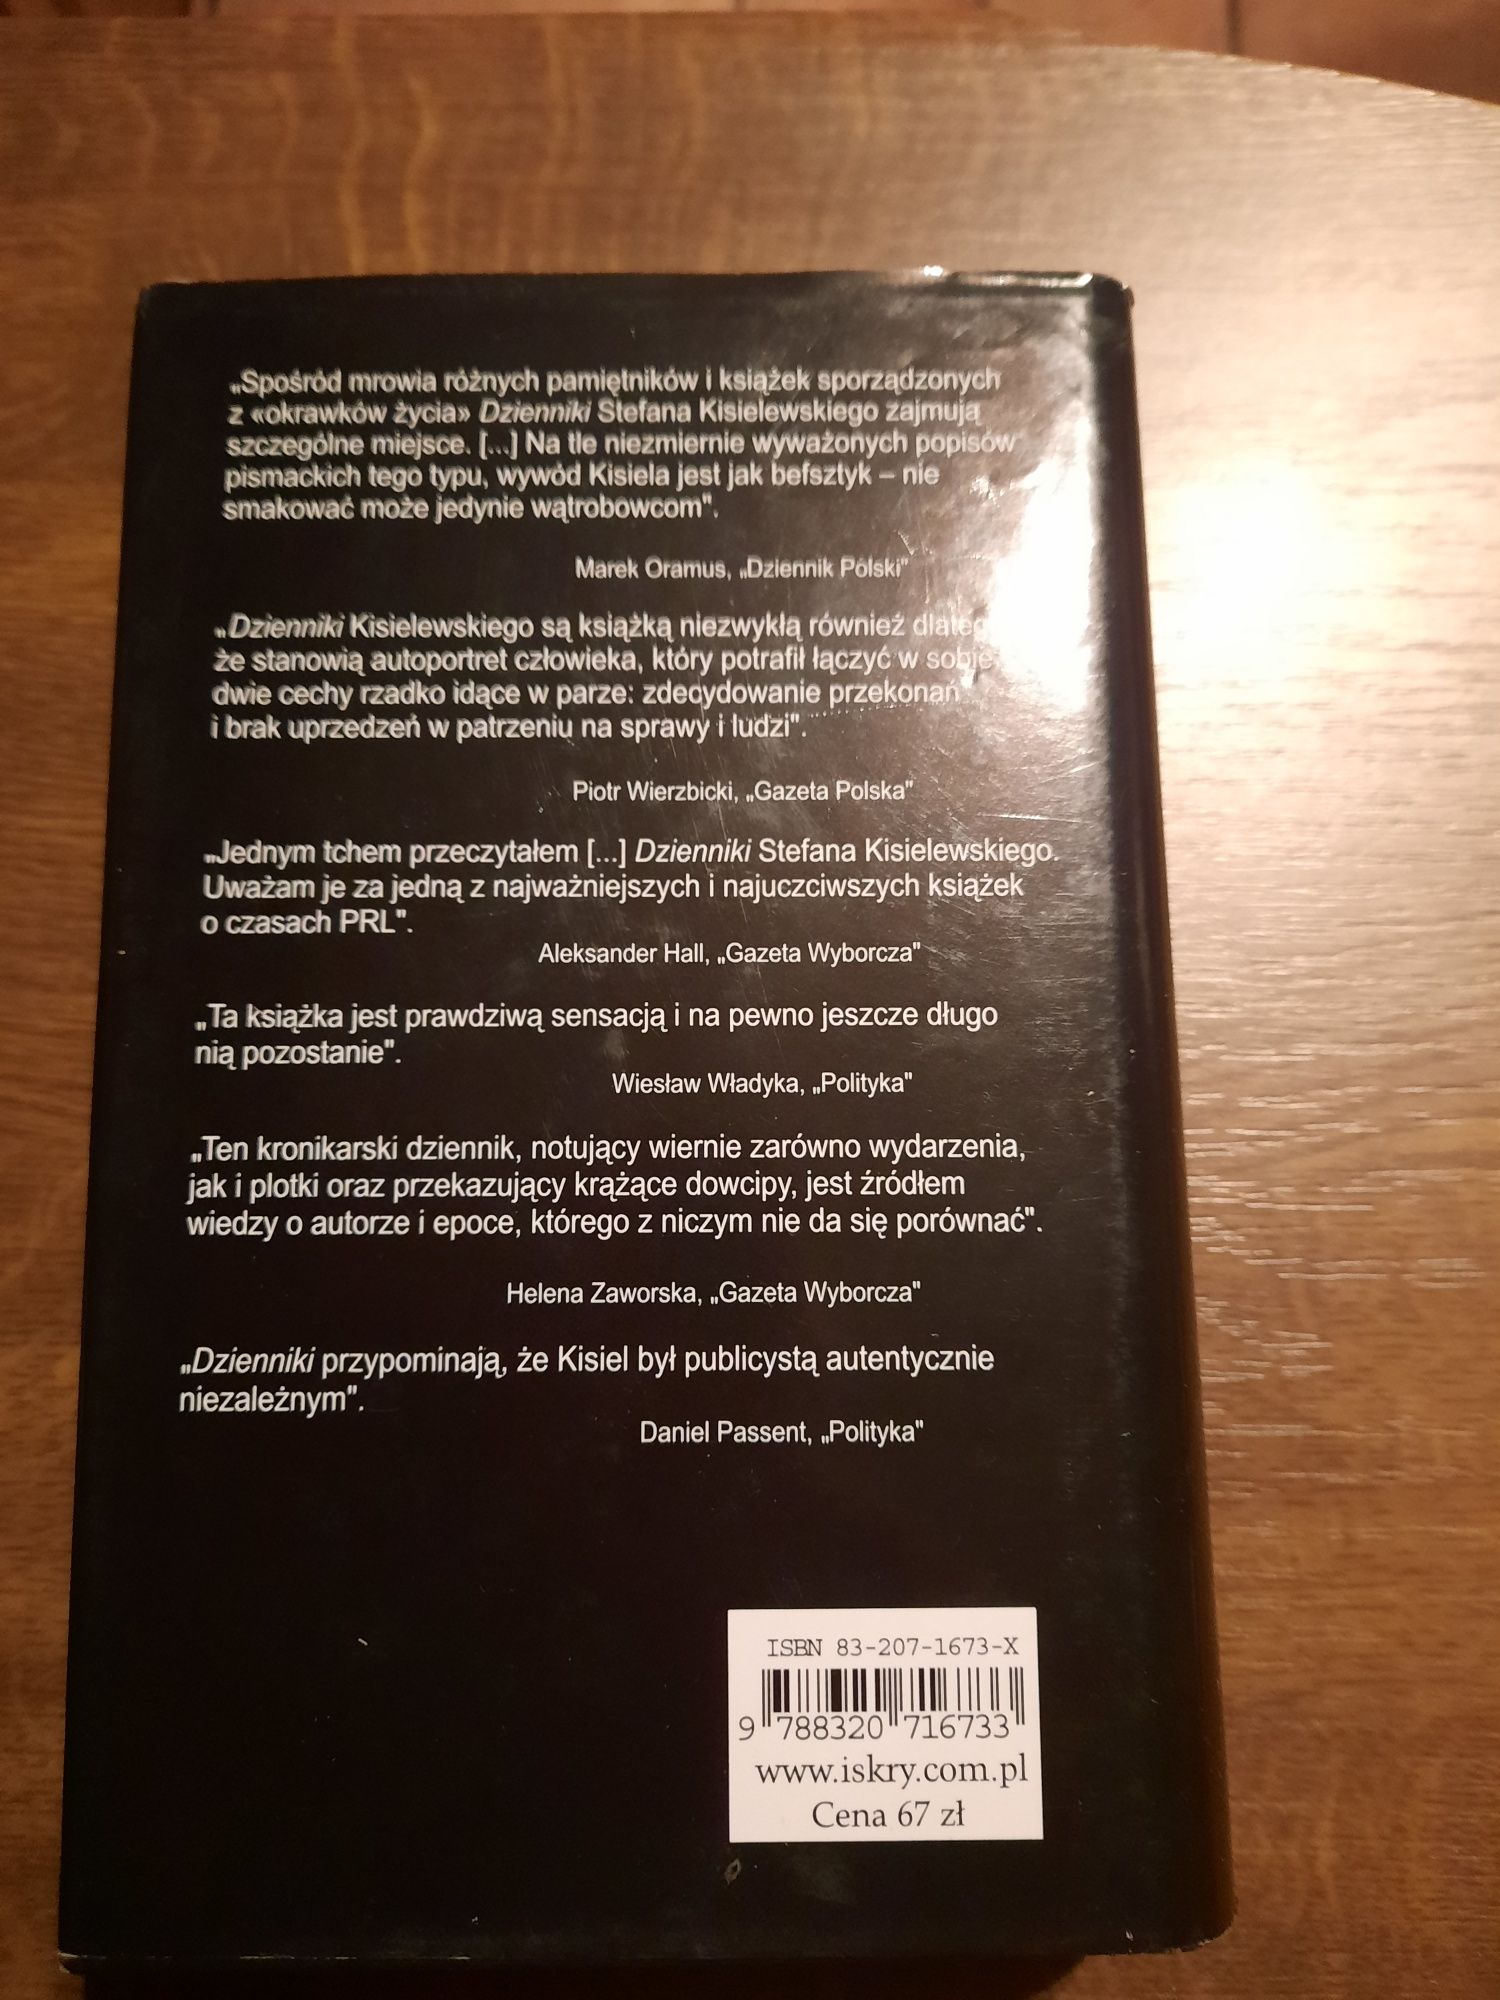 „Spośród mrowia różnych pamiętników i książek sporządzonych
z «okrawków życia» Dzienniki Stefana Kisielewskiego zajmują
szczególne miejsce. [...] Na tle niezmiernie wyważonych popisów
pismackich tego typu, wywód Kisiela jest jak befsztyk – nie
smakować może jedynie wątrobowcom".
Marek Oramus, „Dziennik Polski"
„Dzienniki Kisielewskiego są książką niezwykłą również
że stanowią autoportret człowieka, który potrafił łączyć w sobie
dwie cechy rzadko idące w parze: zdecydowanie przekonań
i brak uprzedzeń w patrzeniu na sprawy i ludzi".
Piotr Wierzbicki, „Gazeta Polska"
„Jednym tchem przeczytałem [...] Dzienniki Stefana Kisielewskiego.
Uważam je za jedną z najważniejszych i najuczciwszych książek
o czasach PRL".
Aleksander Hall, „Gazeta Wyborcza"
„Ta książka jest prawdziwą sensacją i na pewno jeszcze długo
nią pozostanie".
Wiesław Władyka, „Polityka"
„Ten kronikarski dziennik, notujący wiernie zarówno wydarzenia,
jak i plotki oraz przekazujący krążące dowcipy, jest źródłem
wiedzy o autorze i epoce, którego z niczym nie da się porównać".
Helena Zaworska, „Gazeta Wyborcza"
„Dzienniki przypominają, że Kisiel był publicystą autentycznie
niezależnym".
Daniel Passent, „Polityka"
ISBN 83-207-1673-X
9 788320 716733
www.iskry.com.pl
Cena 67 zł